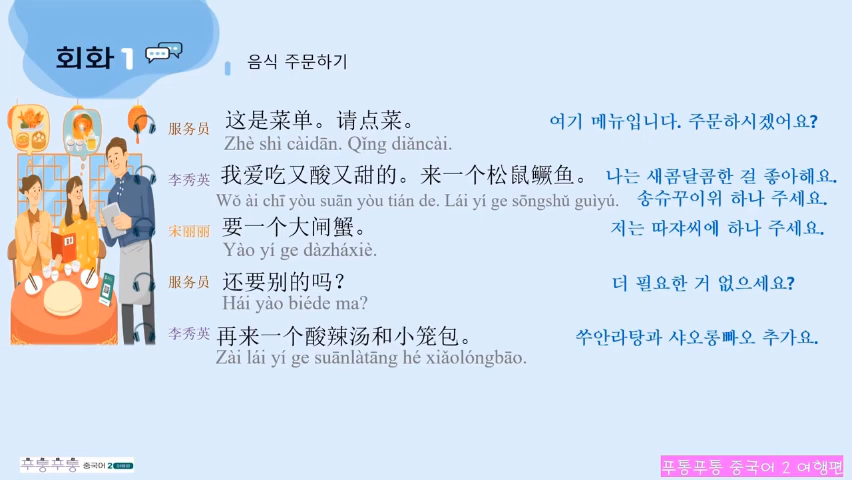 회화 1
음식 주문하기
服务员 这是菜单。请点菜。 여기 메뉴입니다. 주문하시겠어요?
Zhè shì càidān. Qǐng diǎncài.
李秀英 我爱吃又酸又甜的。来一个松鼠鳜鱼。 나는 새콤달콤한 걸 좋아해요.
Wǒ ài chī yòu suān yòu tián de. Lái yí ge sōngshǔ guìyú. 송슈꾸이위 하나 주세요.
宋丽丽 要一个大闸蟹。 저는 따쟈씨에 하나 주세요.
Yào yí ge dàzháxiè.
服务员 还要别的吗? 더 필요한 거 없으세요?
Hái yào biéde ma?
李秀英 再来一个酸辣汤和小笼包。 쑤안라탕과 샤오롱빠오 추가요.
Zài lái yí ge suānlàtāng hé xiǎolóngbāo.
푸통푸통 중국어 2
푸통푸통 중국어 2 여행편